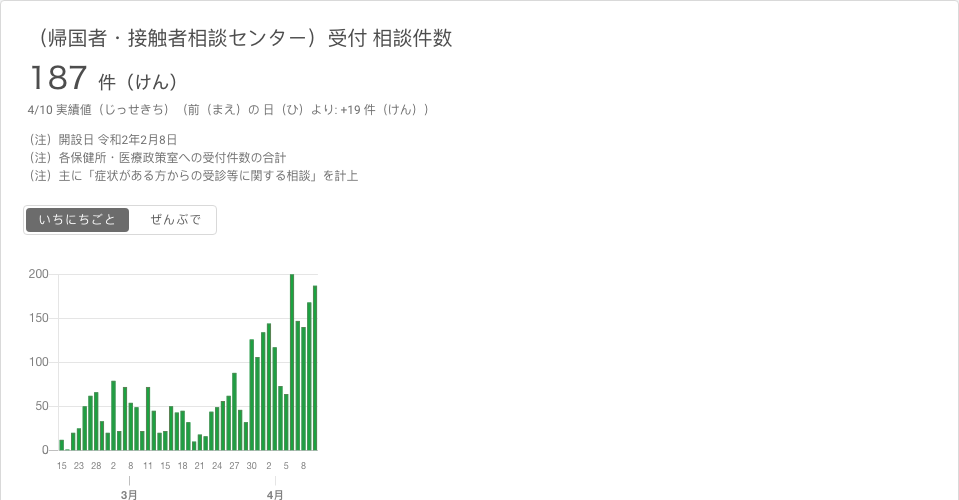 （帰国者・接触者相談センター）受付 相談件数
187 件（けん）
4/10 実績値（じっせきち）（前（まえ）の 日（ひ）より: +19 件（けん））
（注）開設日 令和2年2月8日
（注）各保健所・医療政策室への受付件数の合計
（注）主に「症状がある方からの受診等に関する相談」を計上
いちにちごと ぜんぶで
200
150
100
50
0
15 23 28 2 8 11 15 18 21 24 27 30 2 5 8
3月 4月